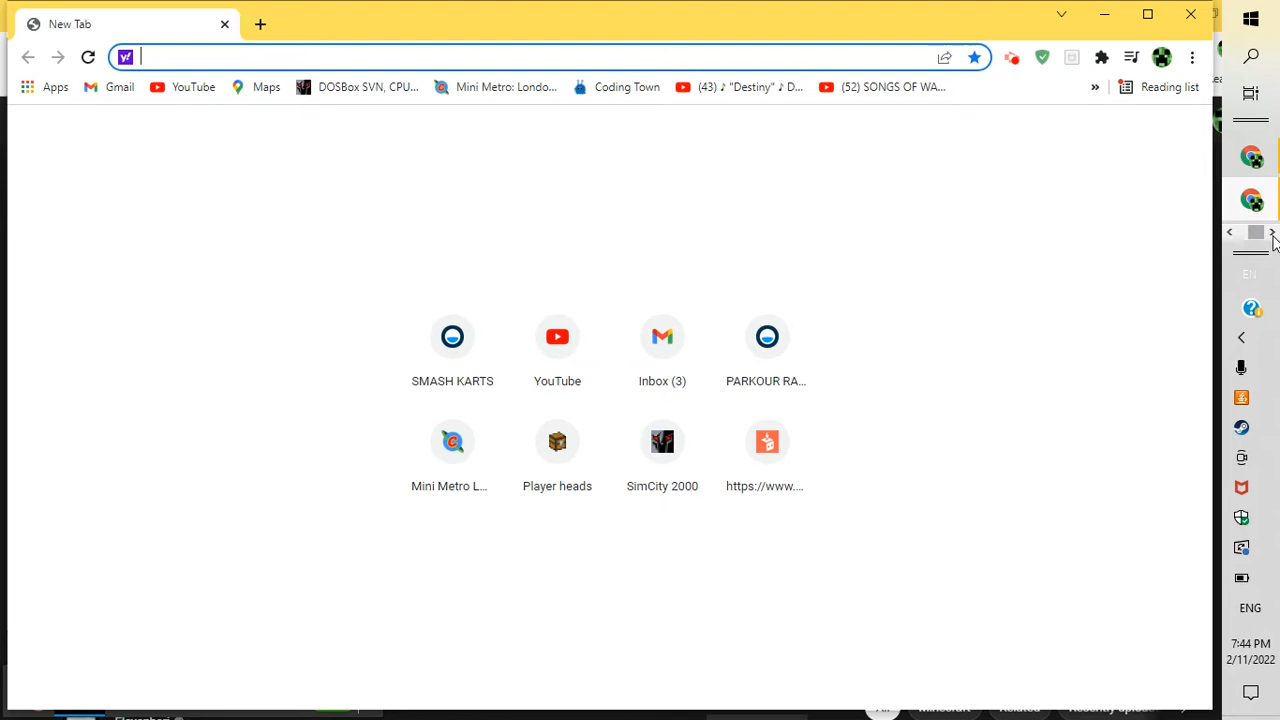 New Tab
Apps
Gmail
YouTube
Maps
DOSBox SVN, CPU
Mini Metro Londo...
Coding Town
(43) ♪ "Destiny" ♪ D...
(52) SONGS OF WA...
»
Reading list
SMASH KARTS
YouTube
Inbox (3)
PARKOUR RA...
Mini Metro L...
Player heads
SimCity 2000
https://www....
EN
ENG
7:44 PM
2/11/2022